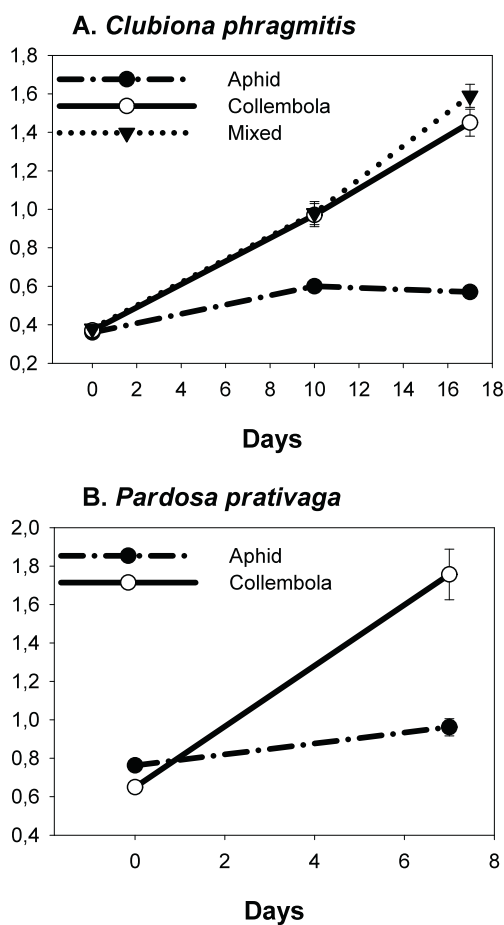 A. Clubiona phragmitis
1,8
1,6
1,4
1,2
1,0
0,8
0,6
0,4
0,2
Aphid
Collembola
Mixed
0 2 4 6 8 10 12 14 16 18
Days
B. Pardosa prativaga
2,0
1,8
1,6
1,4
1,2
1,0
0,8
0,6
0,4
Aphid
Collembola
0 2 4 6 8
Days